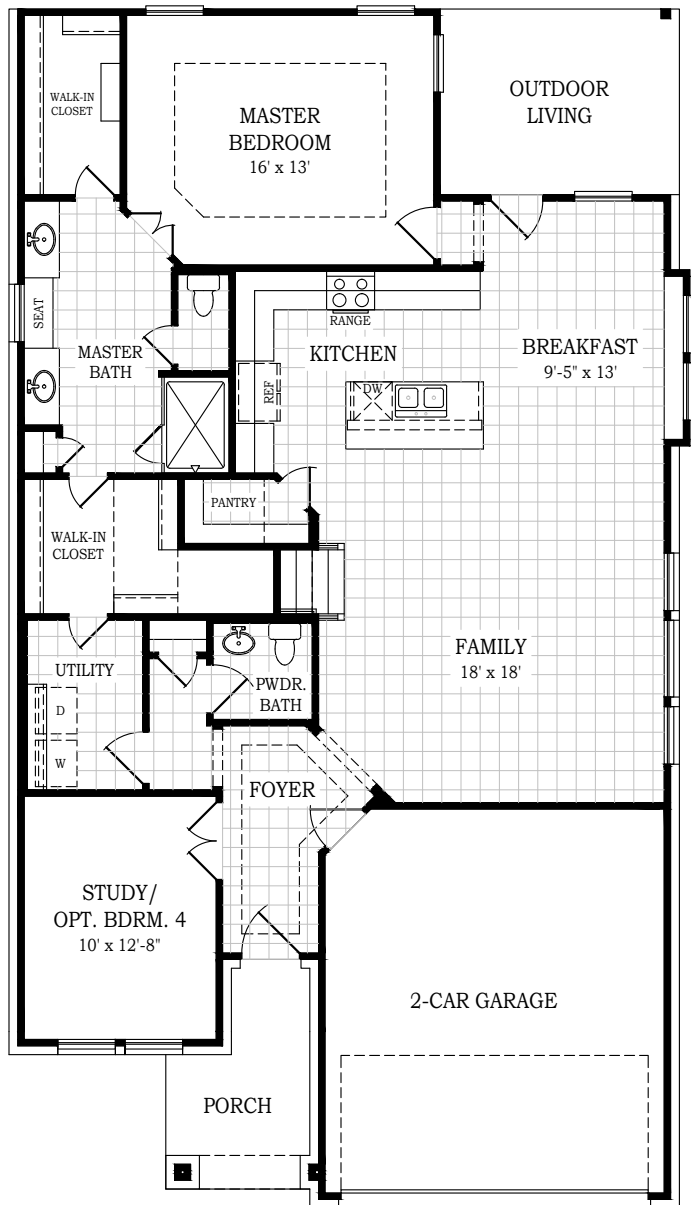 WALK-IN
CLOSET
MASTER
BEDROOM
16' x 13'
OUTDOOR
LIVING
SEAT
MASTER
BATH
RANGE
KITCHEN
REF
DW
BREAKFAST
9'-5" x 13'
PANTRY
WALK-IN
CLOSET
UTILITY
D
W
PWDR.
BATH
FAMILY
18' x 18'
FOYER
STUDY/
OPT. BDRM. 4
10' x 12'-8"
2-CAR GARAGE
PORCH